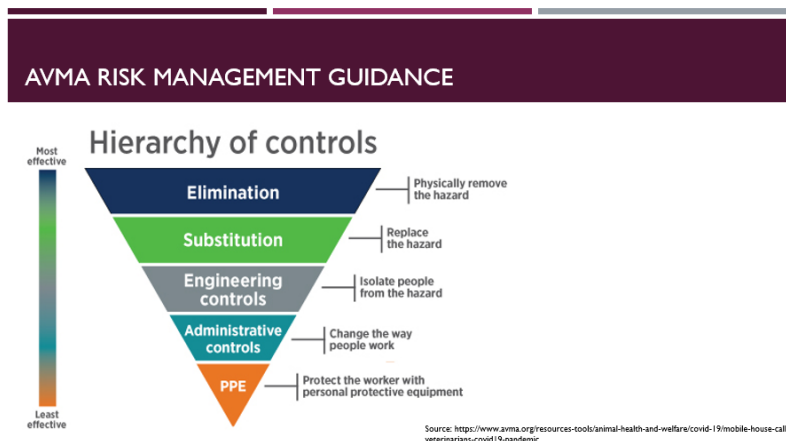 AVMA RISK MANAGEMENT GUIDANCE
Hierarchy of controls
Most
effective
Elimination
Physically remove
the hazard
Substitution
Replace
the hazard
Engineering
controls
Isolate people
from the hazard
Administrative
controls
Change the way
people work
PPE
Protect the worker with
personal protective equipment
Least
effective
Source: https://www.avma.org/resources-tools/animal-health-and-welfare/covid-19/mobile-house-call
veterinarians-covid19-pandemic